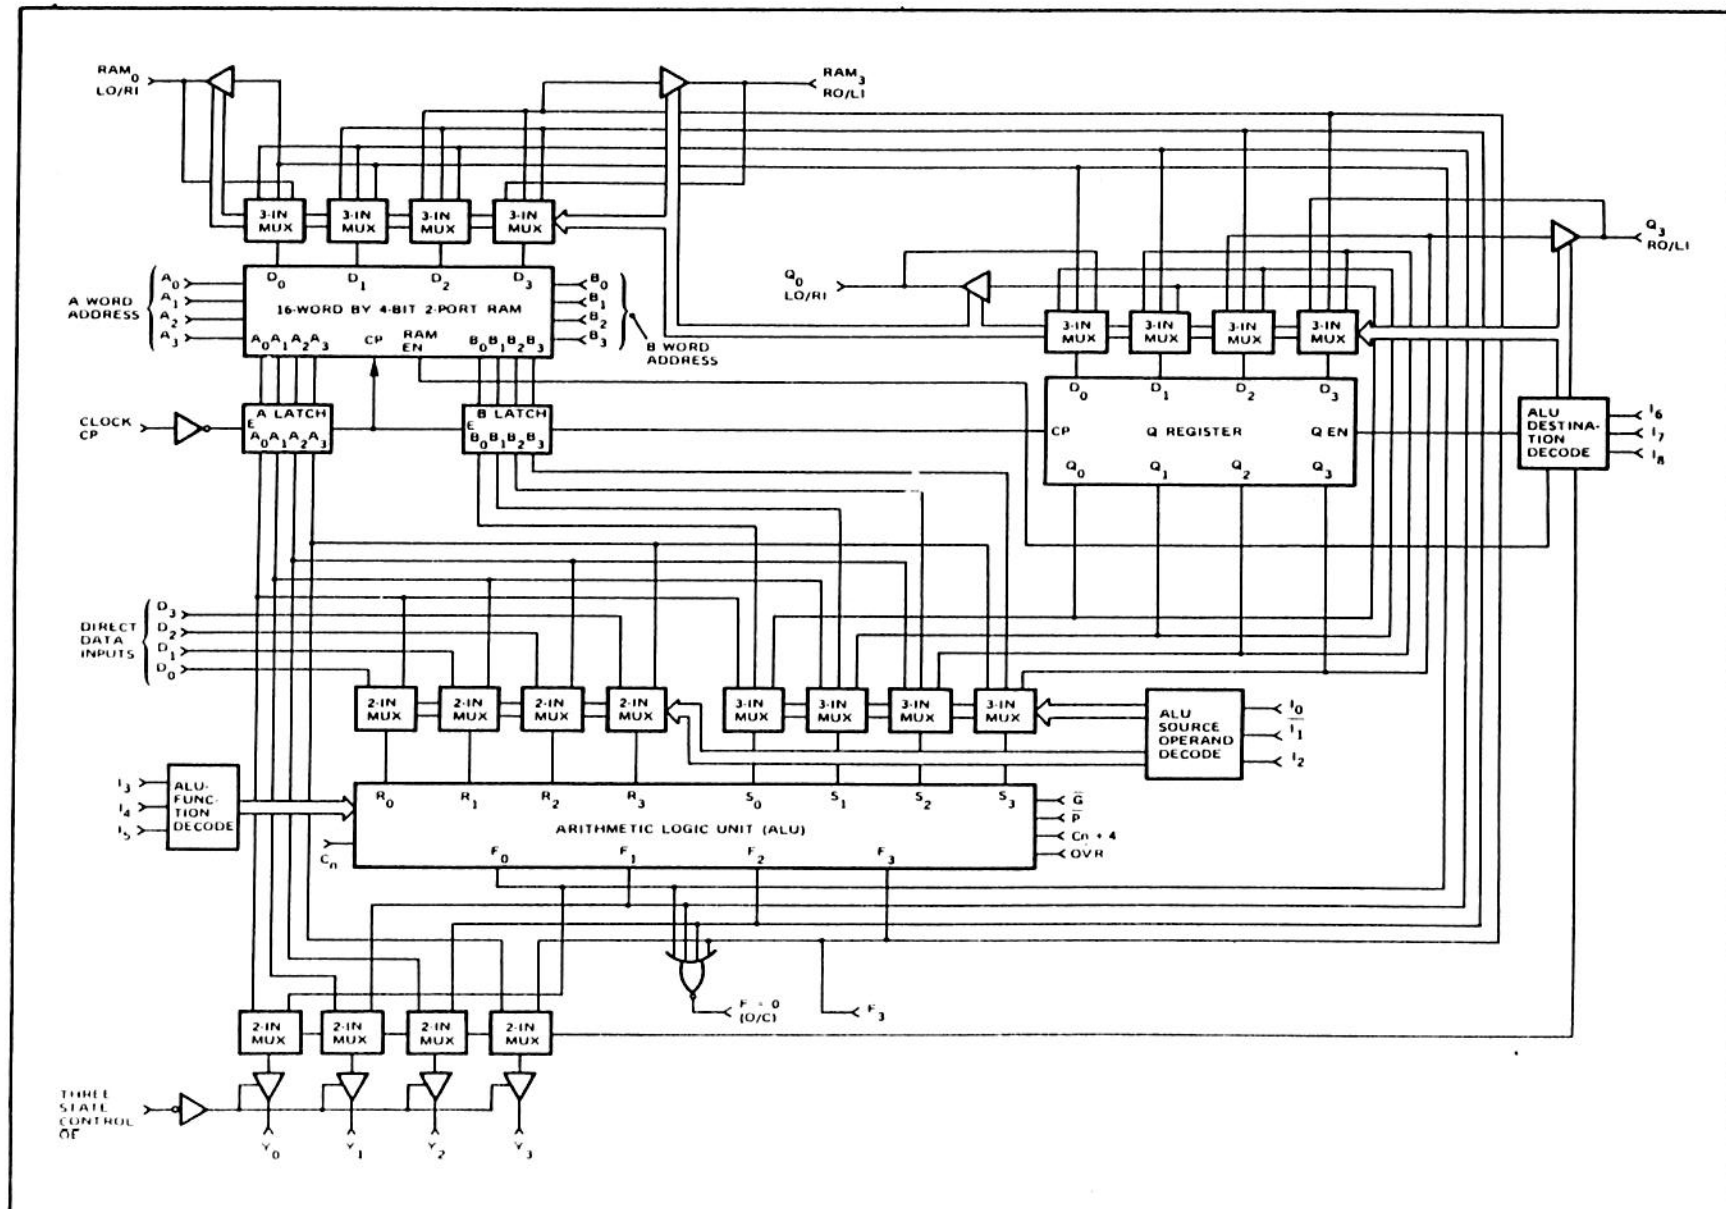 RAM0
LO/RI
RAM3
RO/LI
3-IN MUX
3-IN MUX
3-IN MUX
3-IN MUX
Q3
RO/LI
Q0
LO/RI
A WORD ADDRESS
A0
A1
A2
A3
D0 D1 D2 D3
16-WORD BY 4-BIT 2-PORT RAM
A0 A1 A2 A3 CP RAM EN B0 B1 B2 B3
B0
B1
B2
B3
B WORD ADDRESS
3-IN MUX
3-IN MUX
3-IN MUX
3-IN MUX
CLOCK CP
A LATCH
E
A0 A1 A2 A3
B LATCH
E
B0 B1 B2 B3
D0 D1 D2 D3
CP Q REGISTER Q EN
Q0 Q1 Q2 Q3
ALU DESTINA-TION DECODE
I6
I7
I8
DIRECT DATA INPUTS
D3
D2
D1
D0
2-IN MUX
2-IN MUX
2-IN MUX
2-IN MUX
3-IN MUX
3-IN MUX
3-IN MUX
3-IN MUX
ALU SOURCE OPERAND DECODE
I0
I1
I2
I3
I4
I5
ALU-FUNC-TION DECODE
R0 R1 R2 R3 S0 S1 S2 S3
ARITHMETIC LOGIC UNIT (ALU)
Cn
F0 F1 F2 F3
G̅
P̅
Cn + 4
OVR
F = 0
(O/C)
F3
2-IN MUX
2-IN MUX
2-IN MUX
2-IN MUX
THREE STATE CONTROL O̅E̅
Y0 Y1 Y2 Y3